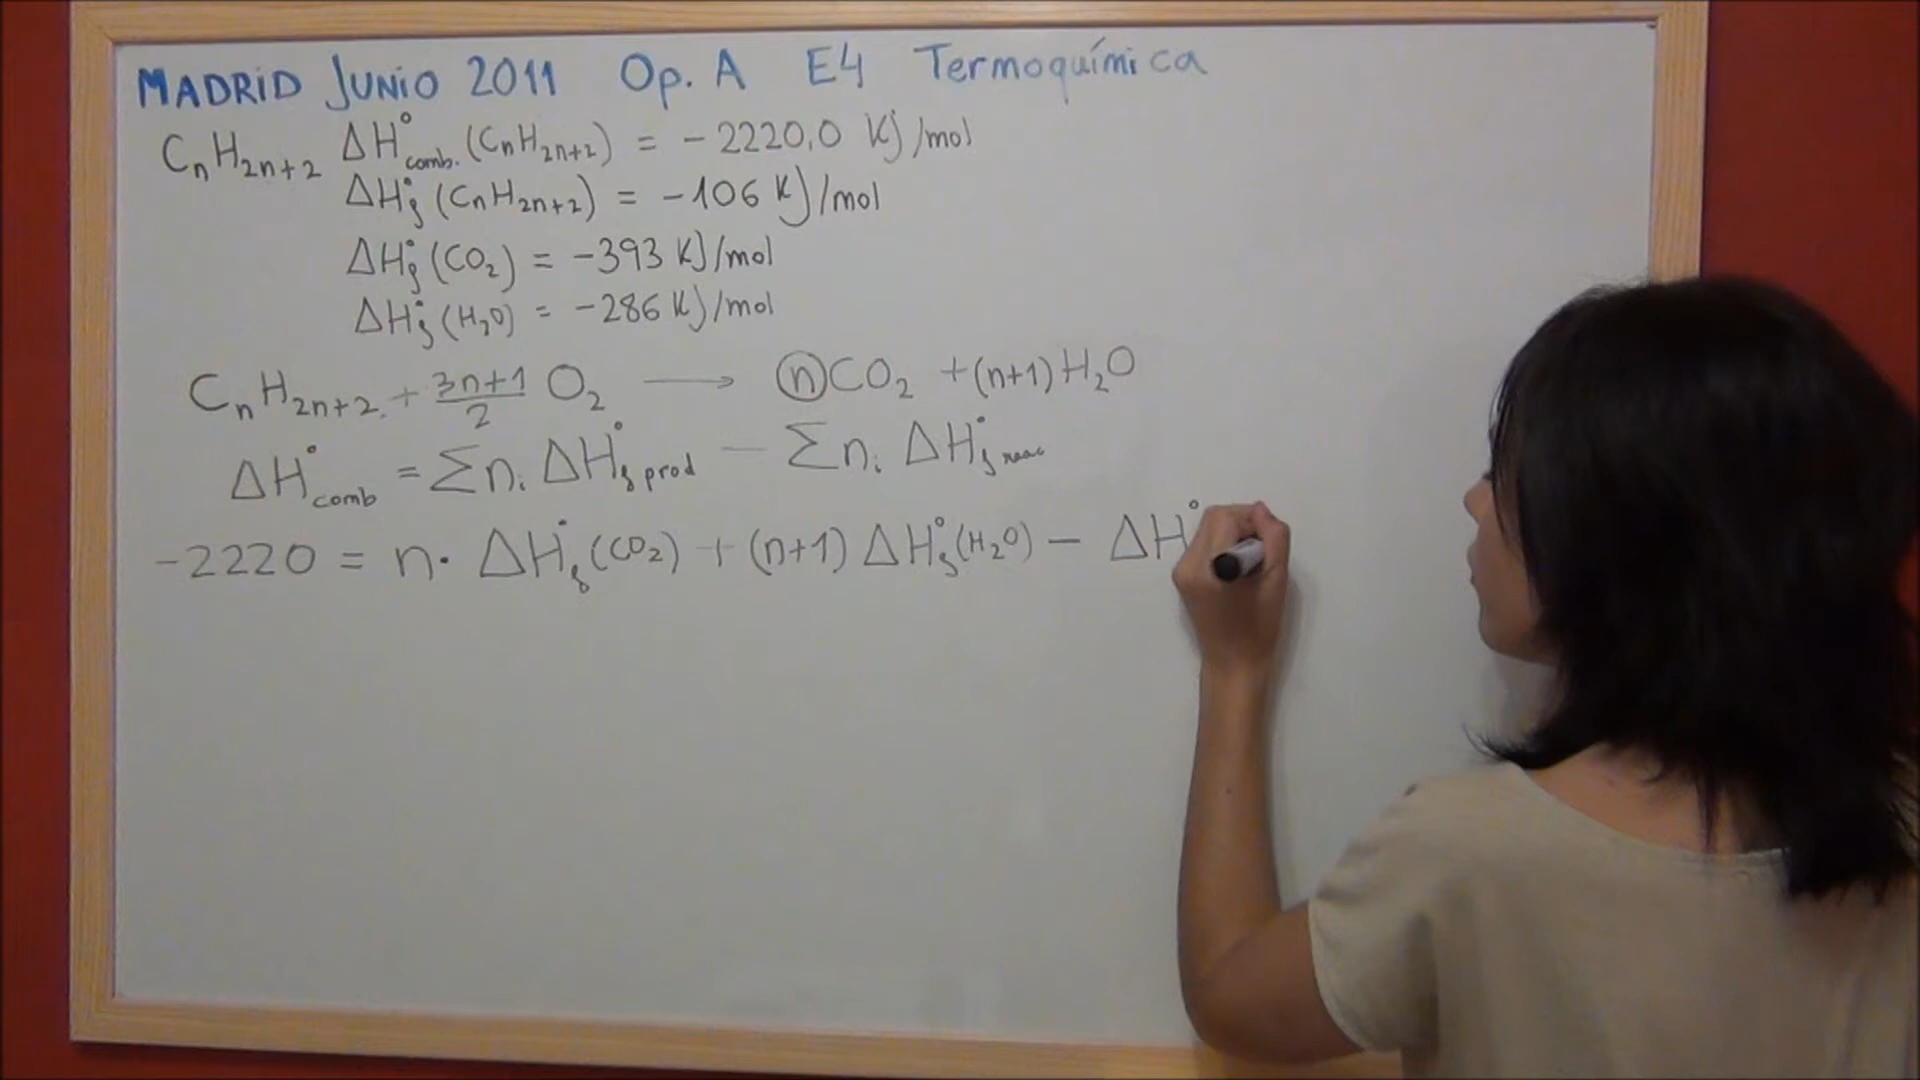 MADRID JUNIO 2011 Op. A E4 Termoquímica
CₙH₂ₙ₊₂ ΔH°comb. (CₙH₂ₙ₊₂) = -2220,0 KJ/mol
ΔH°f (CₙH₂ₙ₊₂) = -106 KJ/mol
ΔH°f (CO₂) = -393 KJ/mol
ΔH°f (H₂O) = -286 KJ/mol
CₙH₂ₙ₊₂ + (3n+1)/2 O₂ → nCO₂ + (n+1) H₂O
ΔH°comb = Σnᵢ ΔH°f prod - Σnᵢ ΔH°f reac
-2220 = n· ΔH°f (CO₂) + (n+1) ΔH°f (H₂O) - ΔH°